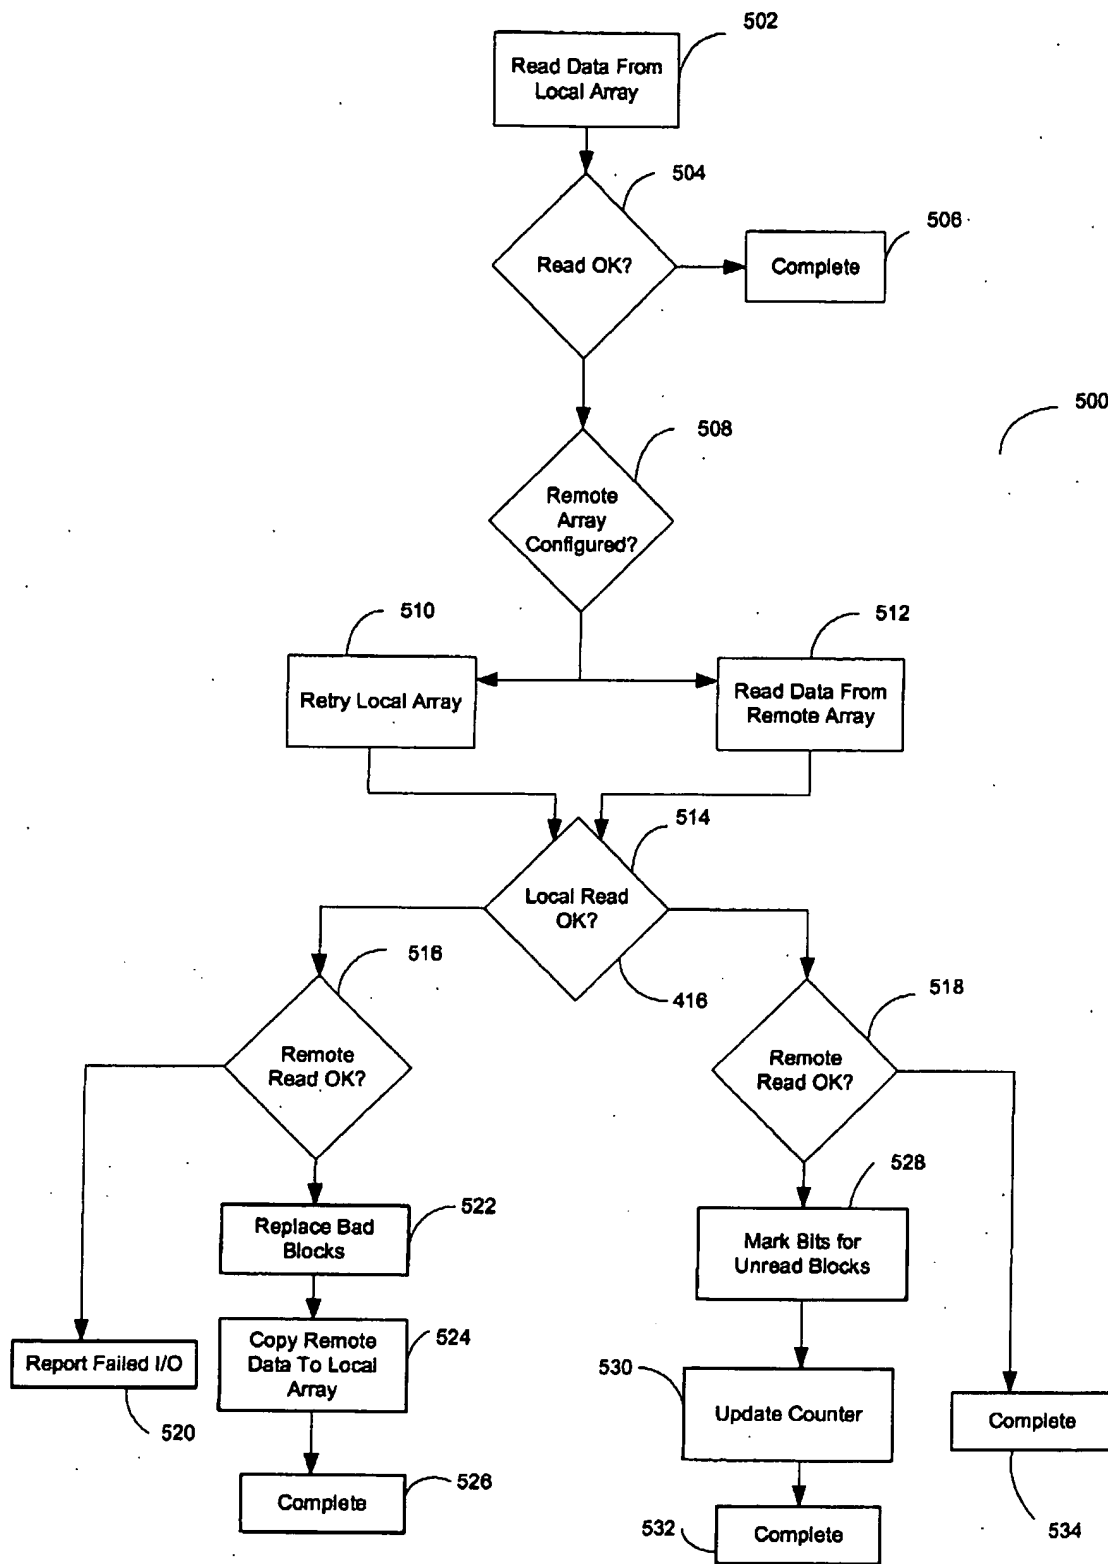 502
Read Data From
Local Array
504
Read OK?
506
Complete
500
508
Remote
Array
Configured?
510
512
Retry Local Array
Read Data From
Remote Array
514
Local Read
OK?
416
516
518
Remote
Read OK?
Remote
Read OK?
528
522
Replace Bad
Blocks
Mark Bits for
Unread Blocks
524
Copy Remote
Data To Local
Array
Report Failed I/O
520
530
Update Counter
Complete
534
526
Complete
532
Complete